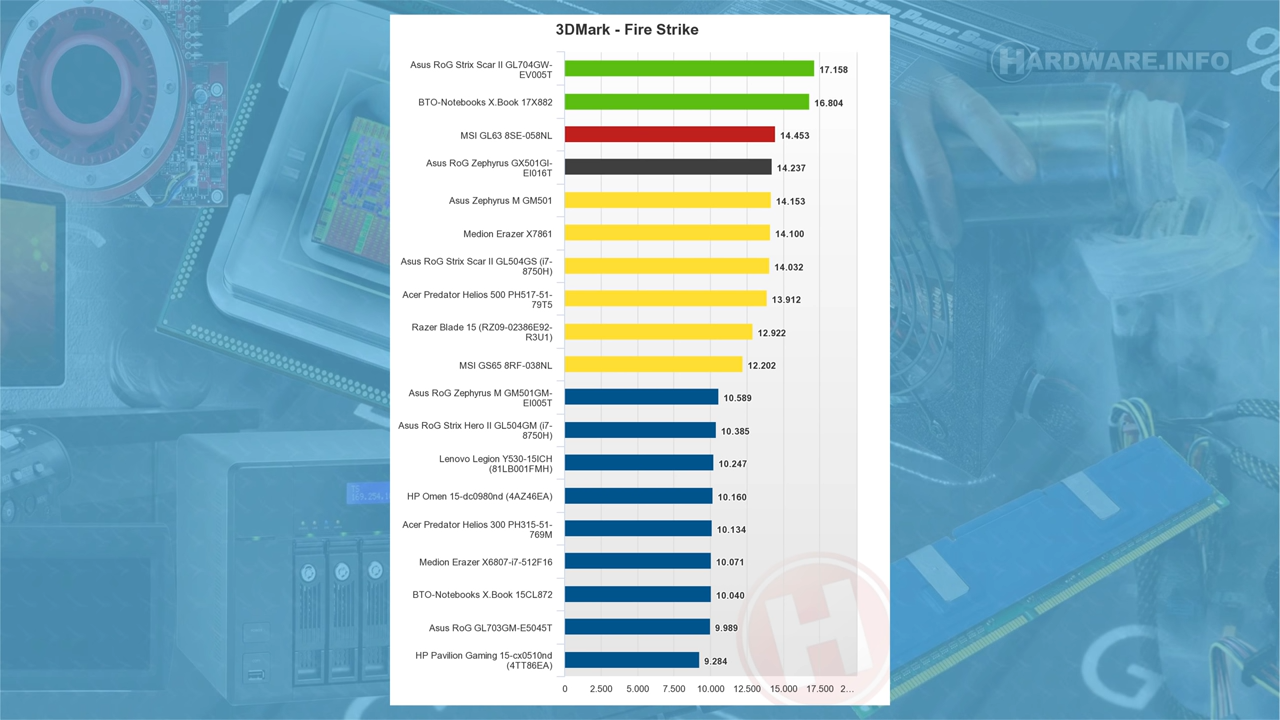 3DMark - Fire Strike
HARDWARE.INFO
Asus RoG Strix Scar II GL704GW-
EV005T
17.158
BTO-Notebooks X.Book 17X882
16.804
MSI GL63 8SE-058NL
14.453
Asus RoG Zephyrus GX501GI-
EI016T
14.237
Asus Zephyrus M GM501
14.153
Medion Erazer X7861
14.100
Asus RoG Strix Scar II GL504GS (i7-
8750H)
14.032
Acer Predator Helios 500 PH517-51-
79T5
13.912
Razer Blade 15 (RZ09-02386E92-
R3U1)
12.922
MSI GS65 8RF-038NL
12.202
Asus RoG Zephyrus M GM501GM-
EI005T
10.589
Asus RoG Strix Hero II GL504GM (i7-
8750H)
10.385
Lenovo Legion Y530-15ICH
(81LB001FMH)
10.247
HP Omen 15-dc0980nd (4AZ46EA)
10.160
Acer Predator Helios 300 PH315-51-
769M
10.134
Medion Erazer X6807-i7-512F16
10.071
BTO-Notebooks X.Book 15CL872
10.040
Asus RoG GL703GM-E5045T
9.989
HP Pavilion Gaming 15-cx0510nd
(4TT86EA)
9.284
0 2.500 5.000 7.500 10.000 12.500 15.000 17.500 2...